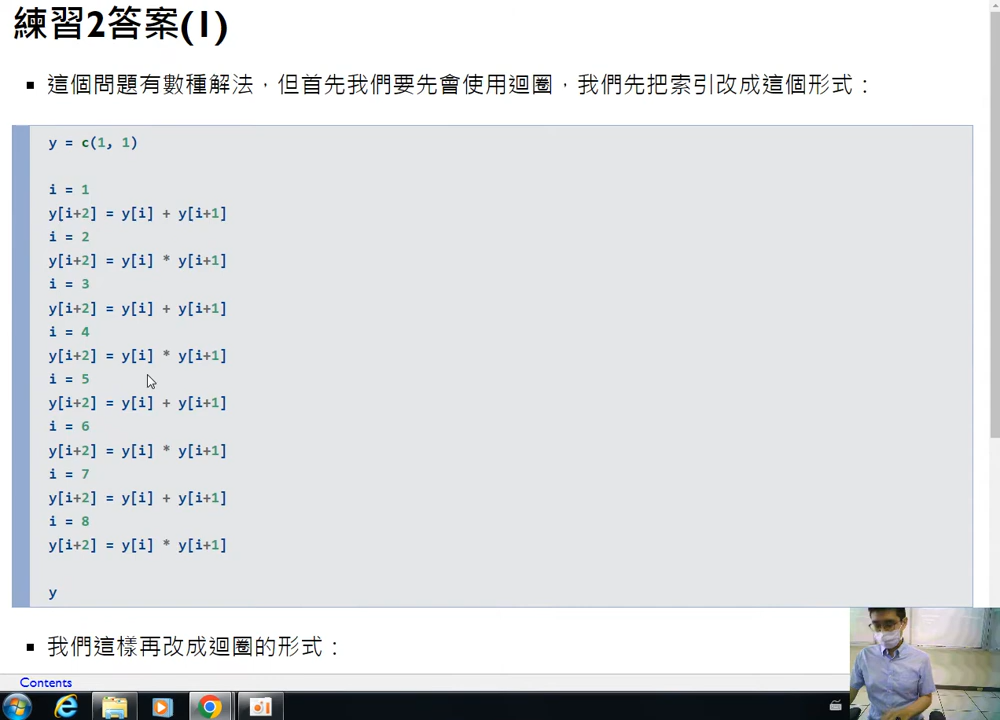 練習2答案(1)
▪ 這個問題有數種解法，但首先我們要先會使用迴圈，我們先把索引改成這個形式：
y = c(1, 1)
i = 1
y[i+2] = y[i] + y[i+1]
i = 2
y[i+2] = y[i] * y[i+1]
i = 3
y[i+2] = y[i] + y[i+1]
i = 4
y[i+2] = y[i] * y[i+1]
i = 5
y[i+2] = y[i] + y[i+1]
i = 6
y[i+2] = y[i] * y[i+1]
i = 7
y[i+2] = y[i] + y[i+1]
i = 8
y[i+2] = y[i] * y[i+1]
y
▪ 我們這樣再改成迴圈的形式：
Contents